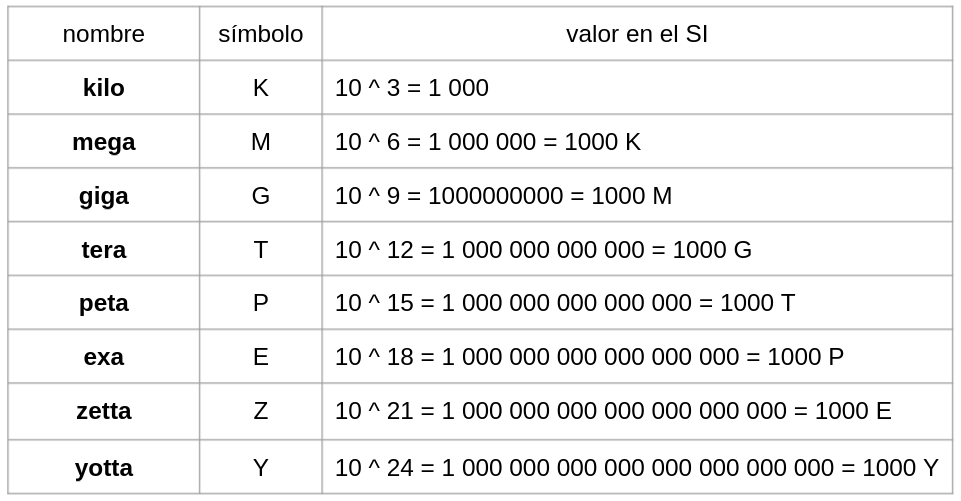 nombre símbolo valor en el SI
kilo K 10 ^ 3 = 1 000
mega M 10 ^ 6 = 1 000 000 = 1000 K
giga G 10 ^ 9 = 1000000000 = 1000 M
tera T 10 ^ 12 = 1 000 000 000 000 = 1000 G
peta P 10 ^ 15 = 1 000 000 000 000 000 = 1000 T
exa E 10 ^ 18 = 1 000 000 000 000 000 000 = 1000 P
zetta Z 10 ^ 21 = 1 000 000 000 000 000 000 000 = 1000 E
yotta Y 10 ^ 24 = 1 000 000 000 000 000 000 000 000 = 1000 Y